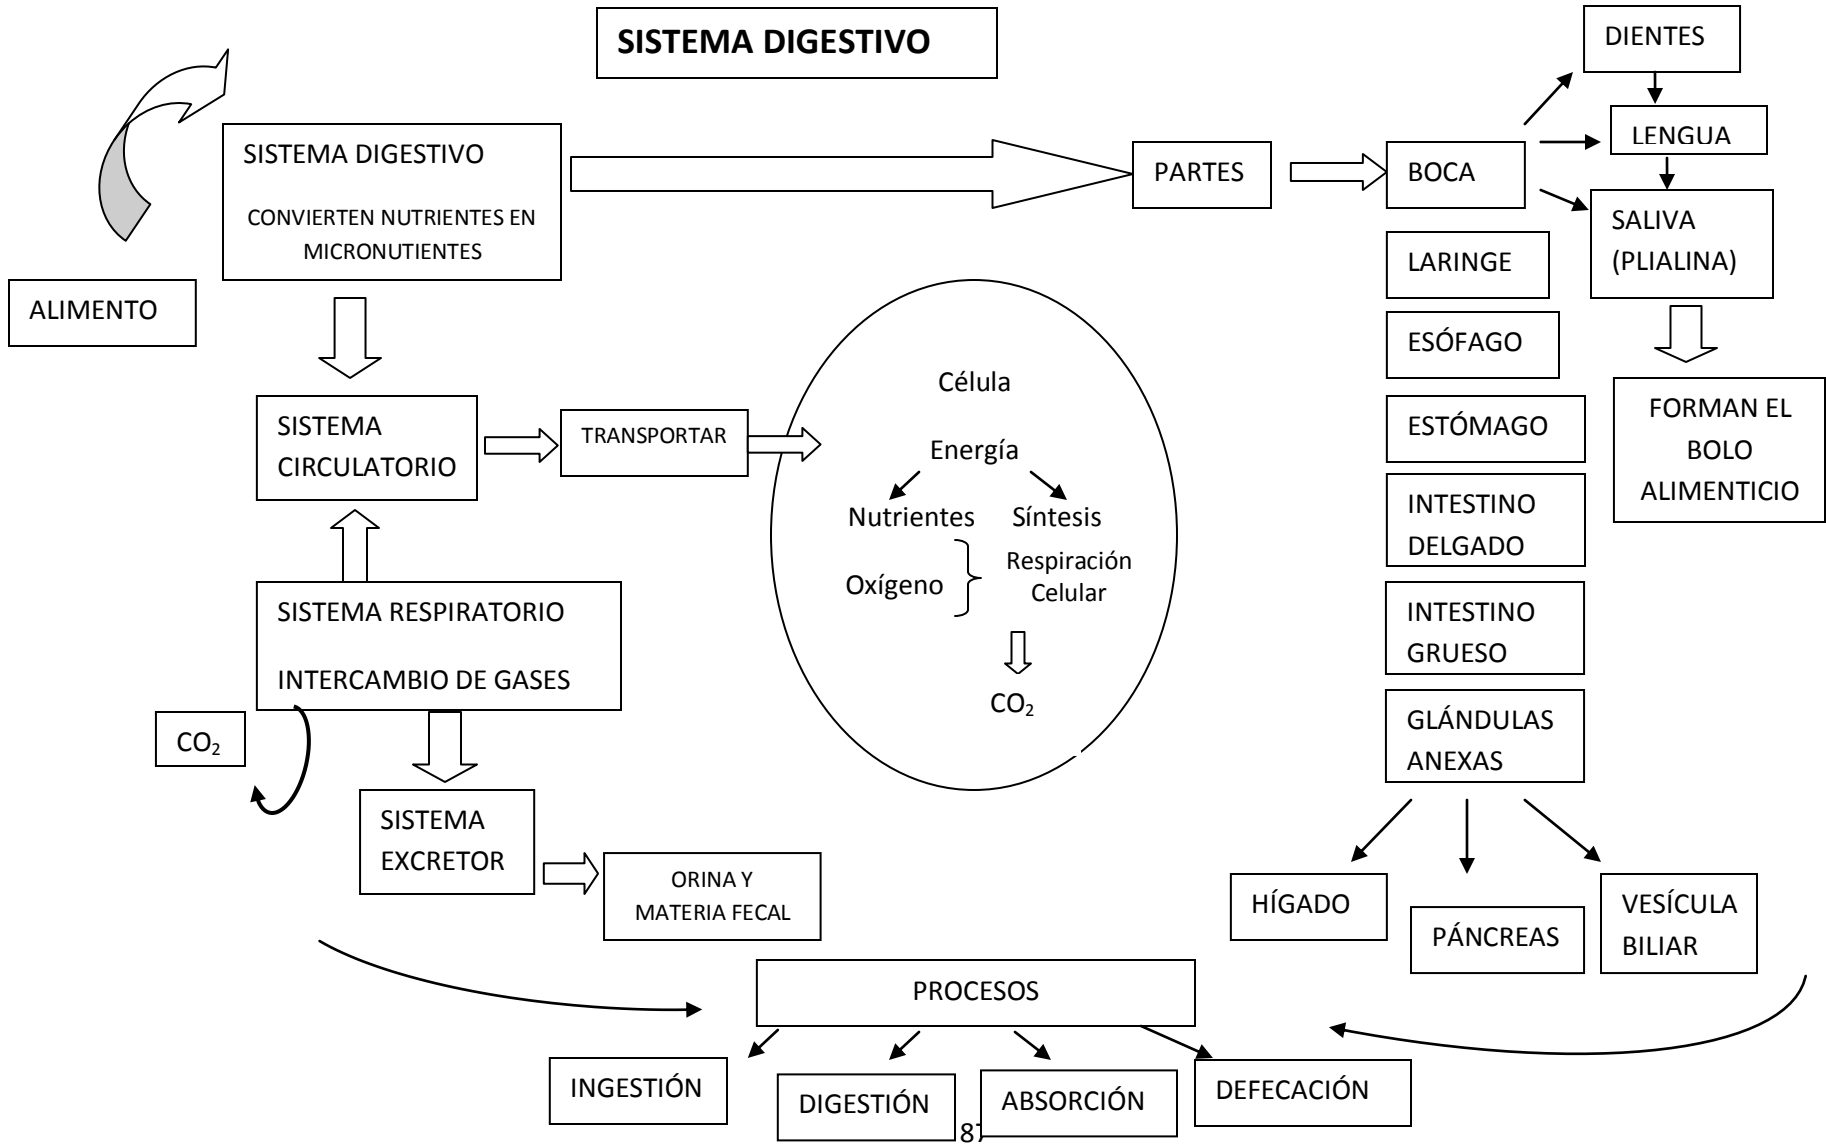 SISTEMA DIGESTIVO
DIENTES
LENGUA
SISTEMA DIGESTIVO
CONVIERTEN NUTRIENTES EN
MICRONUTIENTES
PARTES
BOCA
SALIVA
(PLIALINA)
LARINGE
ALIMENTO
ESÓFAGO
FORMAN EL
BOLO
ALIMENTICIO
ESTÓMAGO
SISTEMA
CIRCULATORIO
TRANSPORTAR
Célula
Energía
Nutrientes
Síntesis
Oxígeno
Respiración
Celular
CO₂
INTESTINO
DELGADO
INTESTINO
GRUESO
SISTEMA RESPIRATORIO
INTERCAMBIO DE GASES
CO₂
GLÁNDULAS
ANEXAS
SISTEMA
EXCRETOR
ORINA Y
MATERIA FECAL
HÍGADO
PÁNCREAS
VESÍCULA
BILIAR
PROCESOS
INGESTIÓN
DIGESTIÓN
ABSORCIÓN
DEFECACIÓN
87